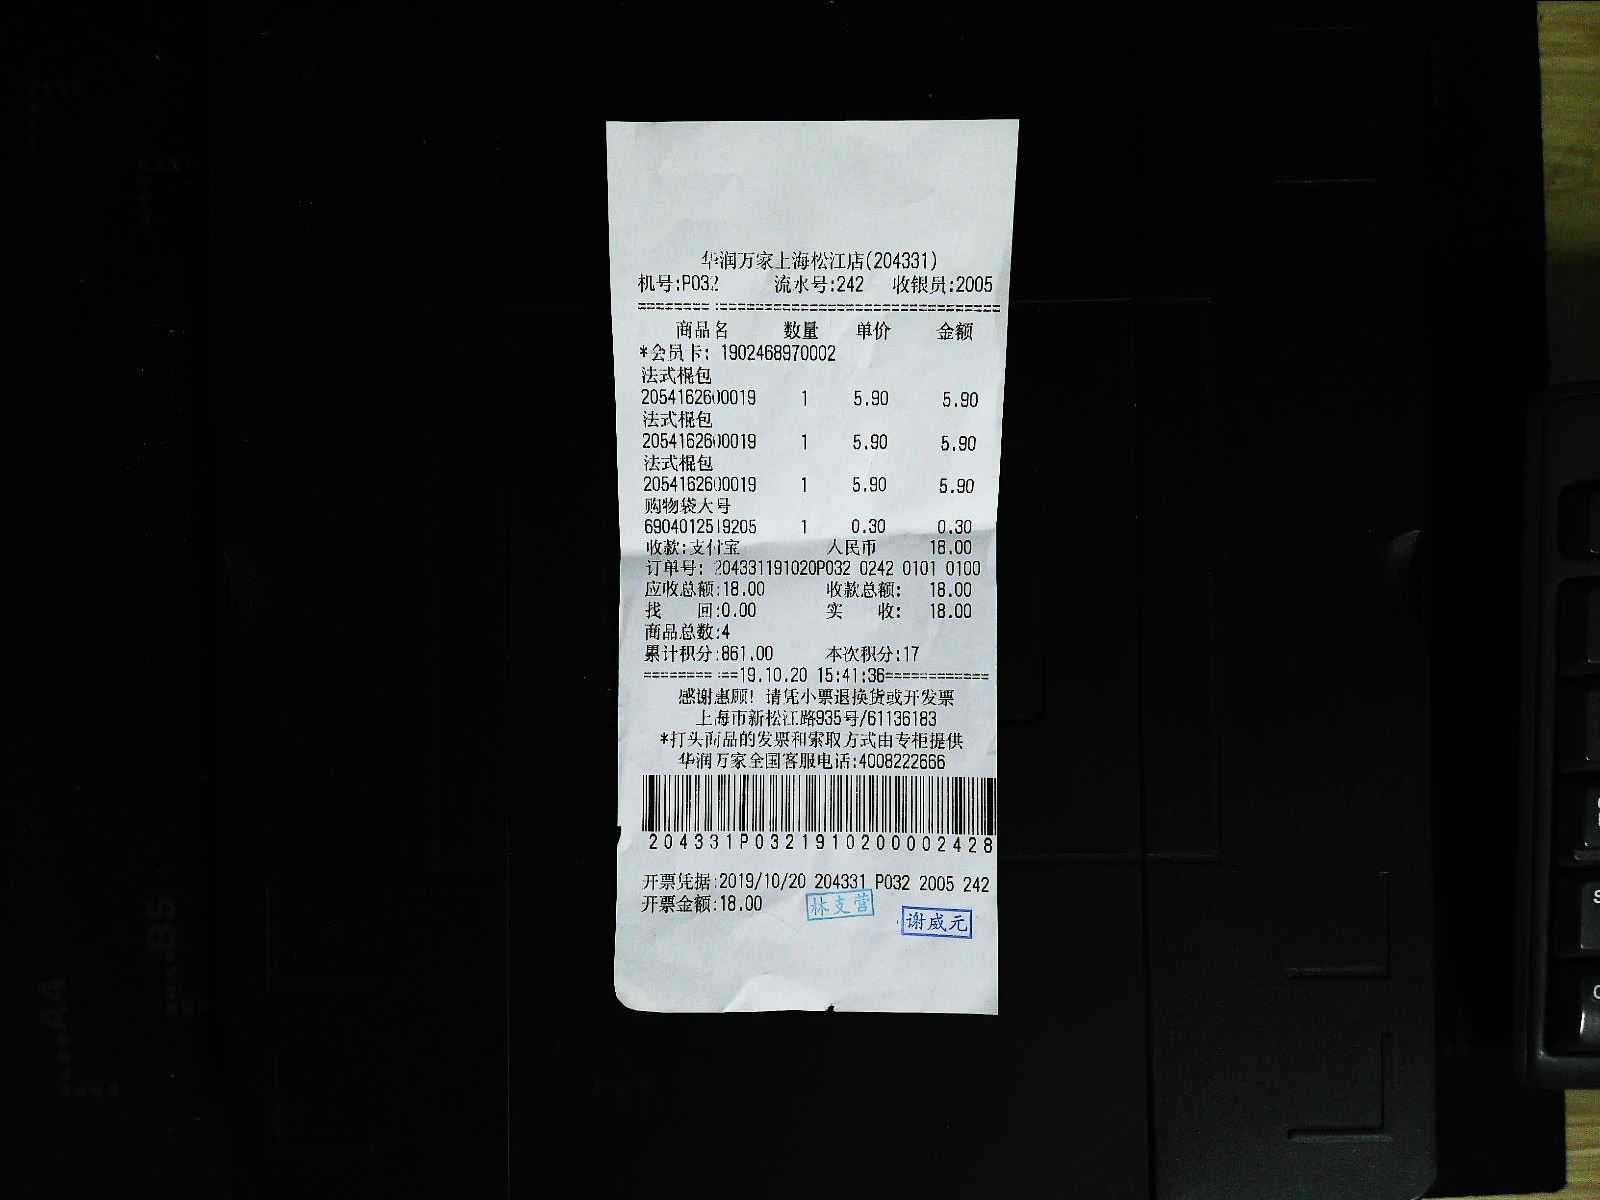 华润万家上海松江店(204331)
机号:P032 流水号:242 收银员:2005
商品名 数量 单价 金额
*会员卡: 1902468970002
法式棍包
2054162600019 1 5.90 5.90
法式棍包
2054162600019 1 5.90 5.90
法式棍包
2054162600019 1 5.90 5.90
购物袋大号
6904012519205 1 0.30 0.30
收款:支付宝 人民币 18.00
订单号: 204331191020P032 0242 0101 0100
应收总额:18.00 收款总额: 18.00
找 回:0.00 实 收: 18.00
商品总数:4
累计积分:861.00 本次积分:17
===========19.10.20 15:41:36============
感谢惠顾! 请凭小票退换货或开发票
上海市新松江路935号/61136183
*打头商品的发票和索取方式由专柜提供
华润万家全国客服电话:4008222666
204331P03219102000002428
开票凭据:2019/10/20 204331 P032 2005 242
开票金额:18.00
林支营
谢威元
A4
B5